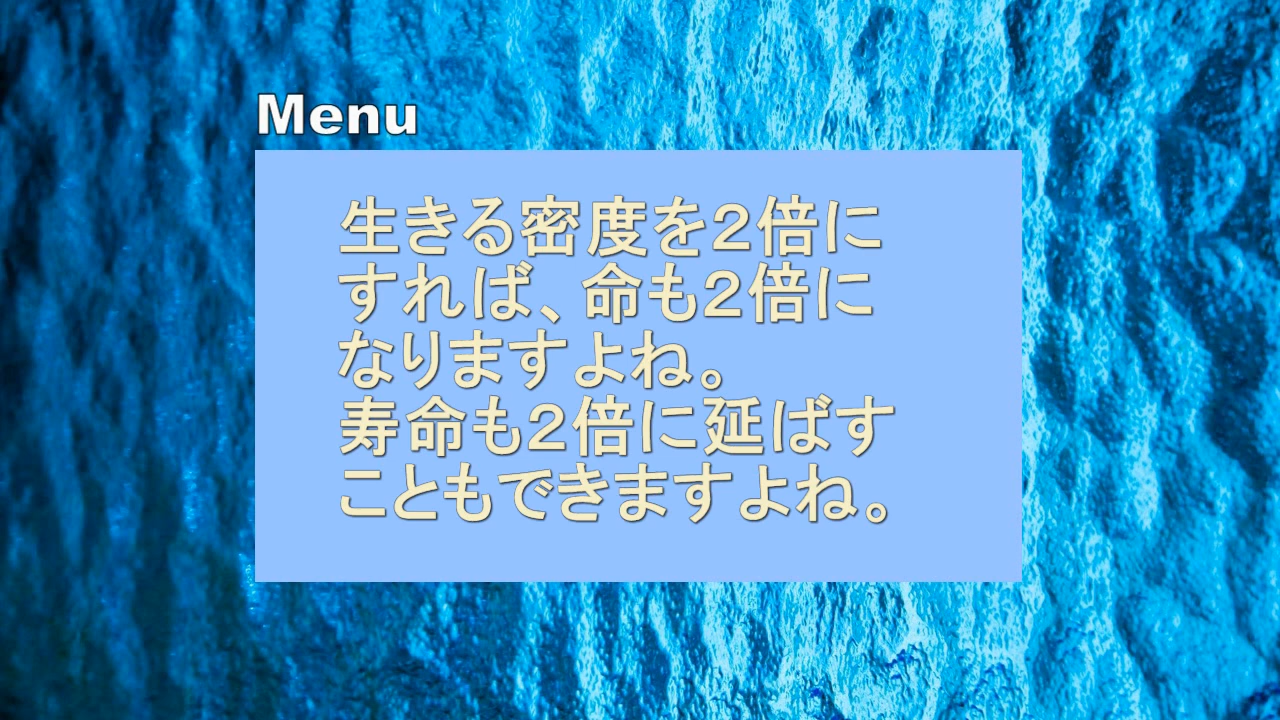 Menu
生きる密度を２倍に
すれば、命も２倍に
なりますよね。
寿命も２倍に延ばす
こともできますよね。